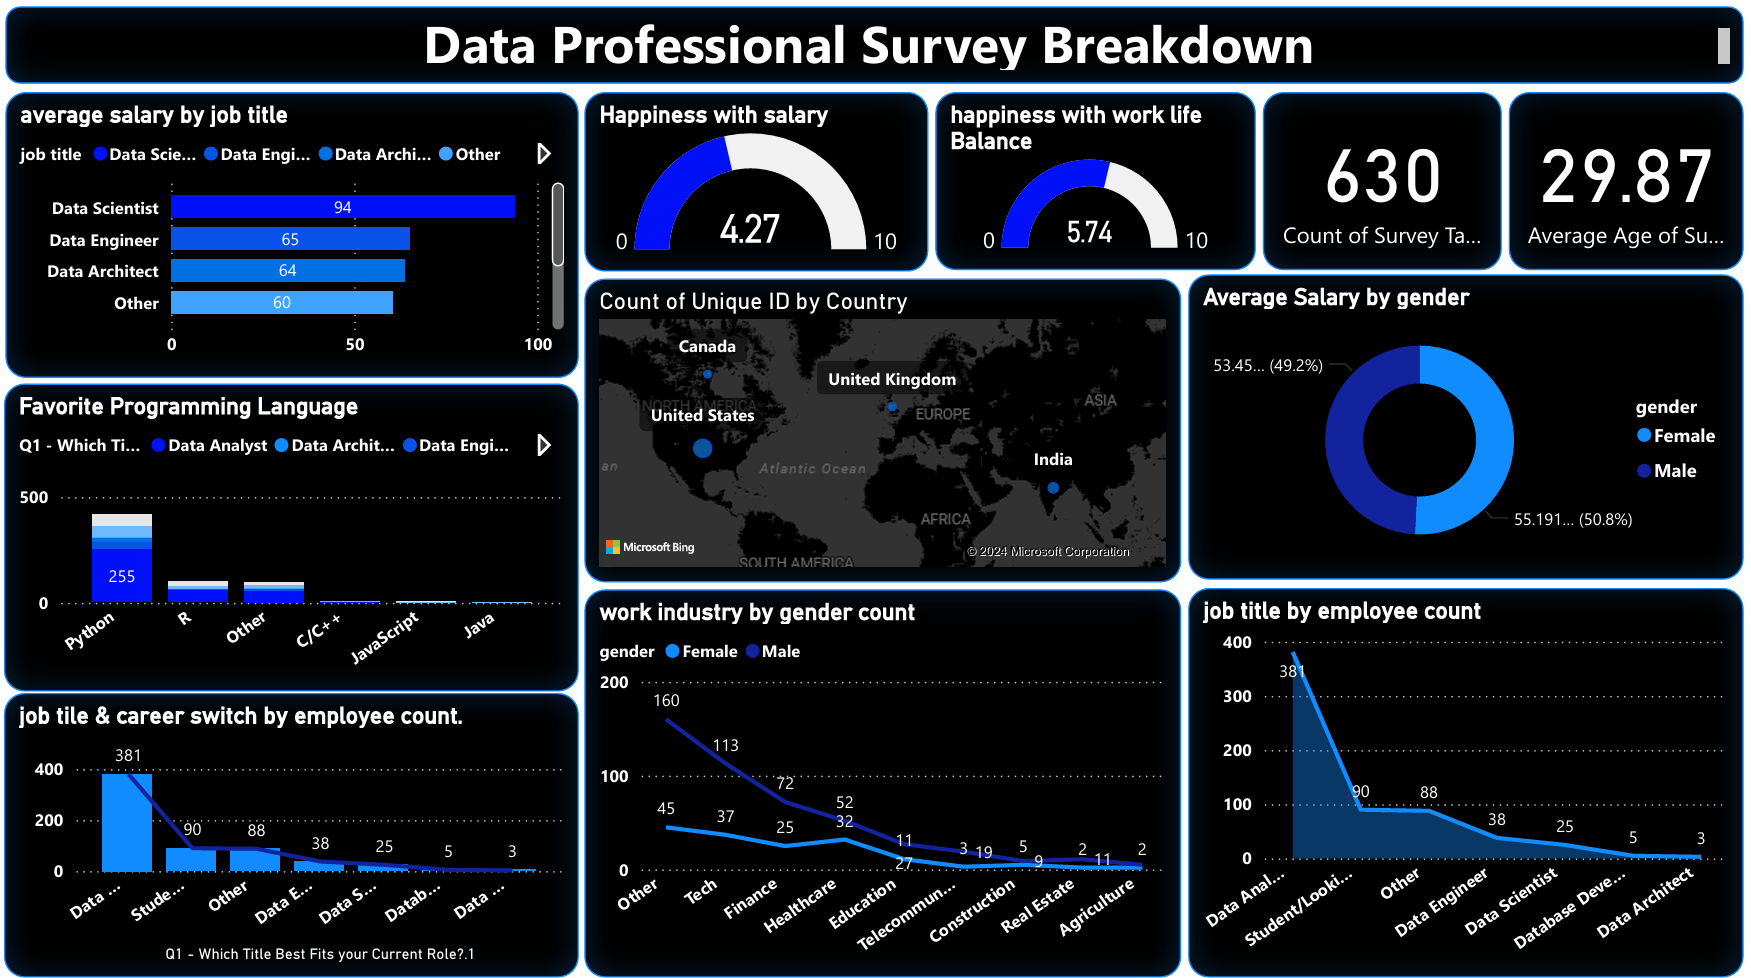 Data Professional Survey Breakdown
average salary by job title
job title Data Scie... Data Engi... Data Archi... Other
Data Scientist 94
Data Engineer 65
Data Architect 64
Other 60
0 50 100
Happiness with salary
0 4.27 10
happiness with work life
Balance
0 5.74 10
630
Count of Survey Ta...
29.87
Average Age of Su...
Favorite Programming Language
Q1 - Which Ti... Data Analyst Data Archit... Data Engi...
500
255
0
Python R Other C/C++ JavaScript Java
Count of Unique ID by Country
Canada
United Kingdom
NORTH AMERICA
United States
EUROPE
ASIA
India
an
Atlantic Ocean
AFRICA
SOUTH AMERICA
Microsoft Bing
© 2024 Microsoft Corporation
Average Salary by gender
53.45... (49.2%)
gender
Female
Male
55.191... (50.8%)
job tile & career switch by employee count.
400
200
0
381 90 88 38 25 5 3
Data ... Stude... Other Data E... Data S... Datab... Data ...
Q1 - Which Title Best Fits your Current Role?.1
work industry by gender count
gender Female Male
200
100
0
160 113 72 52 11 3 19 5 2 2
45 37 25 32 27 9 11
Other Tech Finance Healthcare Education Telecommun... Construction Real Estate Agriculture
job title by employee count
400
300
200
100
0
381 90 88 38 25 5 3
Data Anal... Student/Looki... Other Data Engineer Data Scientist Database Deve... Data Architect